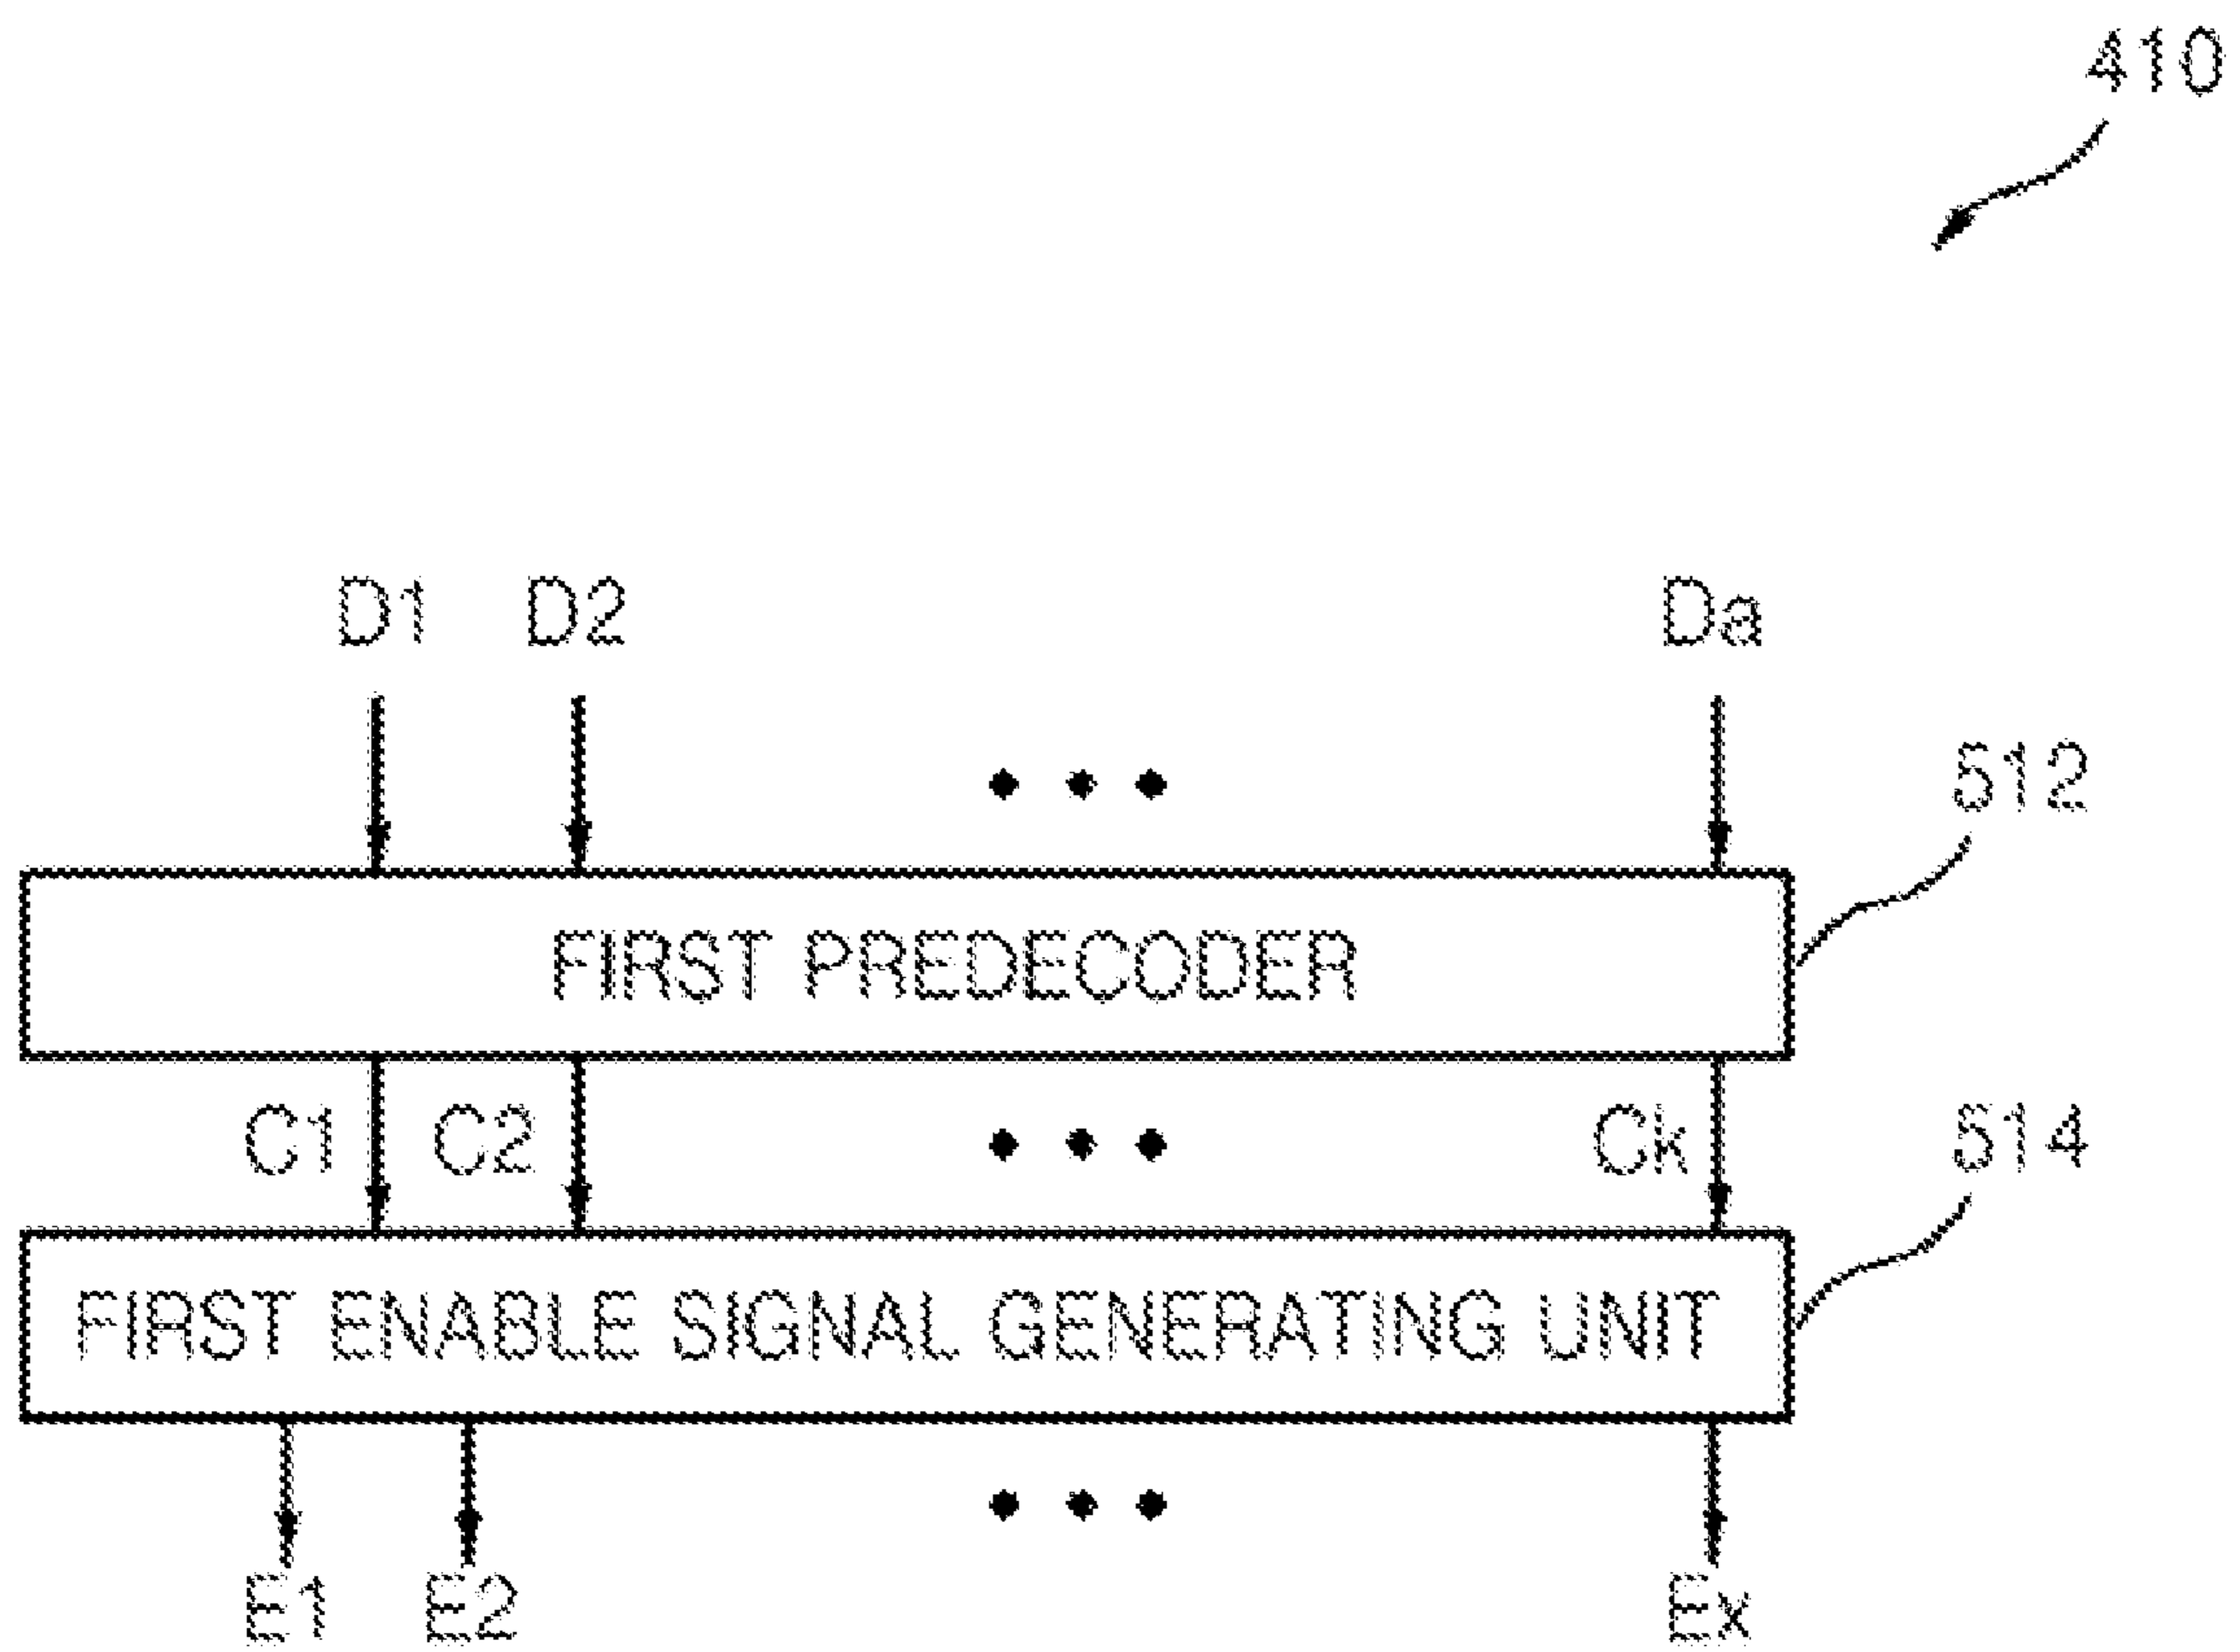 410
D1 D2 Da
512
FIRST PREDECODER
C1 C2 Ck
514
FIRST ENABLE SIGNAL GENERATING UNIT
E1 E2 Ex